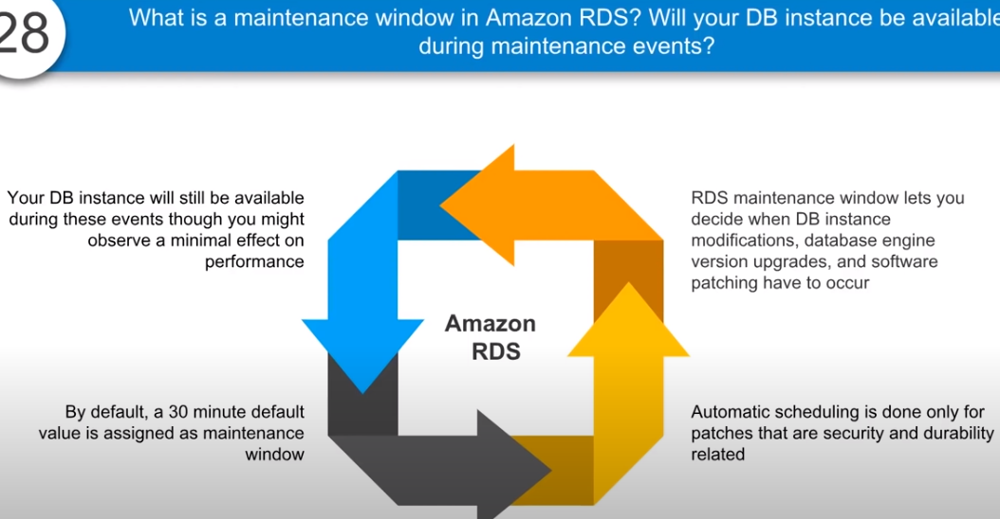 28
What is a maintenance window in Amazon RDS? Will your DB instance be available
during maintenance events?
Your DB instance will still be available
during these events though you might
observe a minimal effect on
performance
RDS maintenance window lets you
decide when DB instance
modifications, database engine
version upgrades, and software
patching have to occur
Amazon
RDS
By default, a 30 minute default
value is assigned as maintenance
window
Automatic scheduling is done only for
patches that are security and durability
related